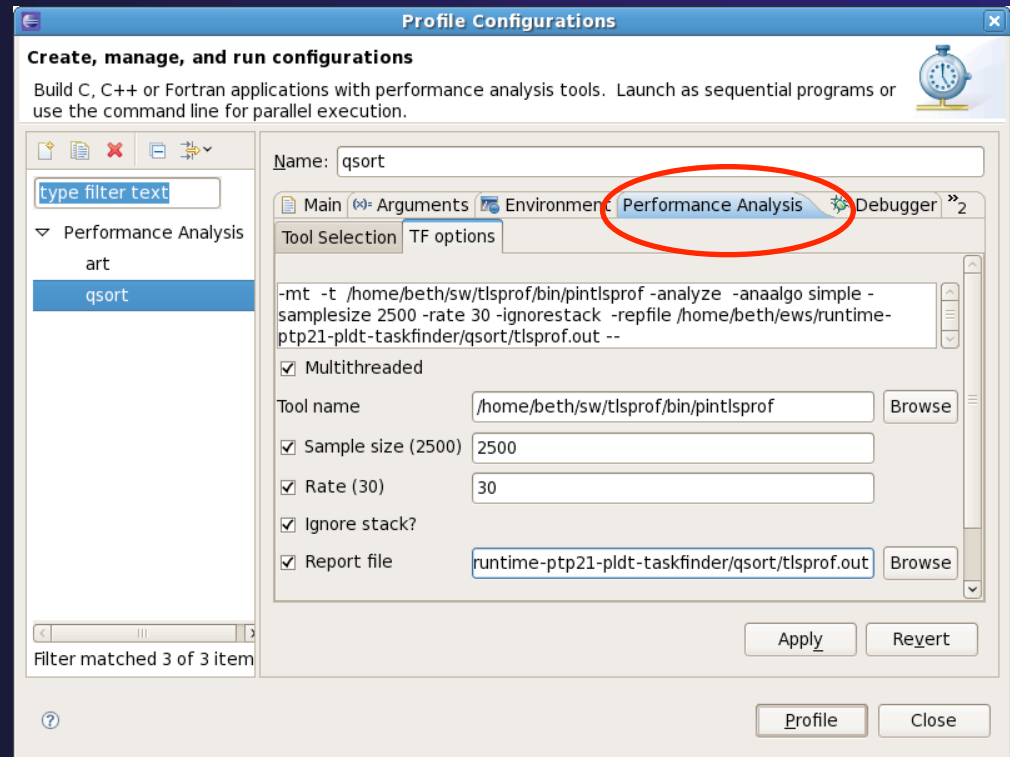 Profile Configurations
Create, manage, and run configurations
Build C, C++ or Fortran applications with performance analysis tools. Launch as sequential programs or
use the command line for parallel execution.
type filter text
Performance Analysis
art
qsort
Filter matched 3 of 3 item
Name: qsort
Main (x)= Arguments Environment Performance Analysis Debugger »2
Tool Selection TF options
-mt -t /home/beth/sw/tlsprof/bin/pintlsprof -analyze -anaalgo simple -
samplesize 2500 -rate 30 -ignorestack -repfile /home/beth/ews/runtime-
ptp21-pldt-taskfinder/qsort/tlsprof.out --
Multithreaded
Tool name /home/beth/sw/tlsprof/bin/pintlsprof Browse
Sample size (2500) 2500
Rate (30) 30
Ignore stack?
Report file runtime-ptp21-pldt-taskfinder/qsort/tlsprof.out Browse
Apply Revert
? Profile Close